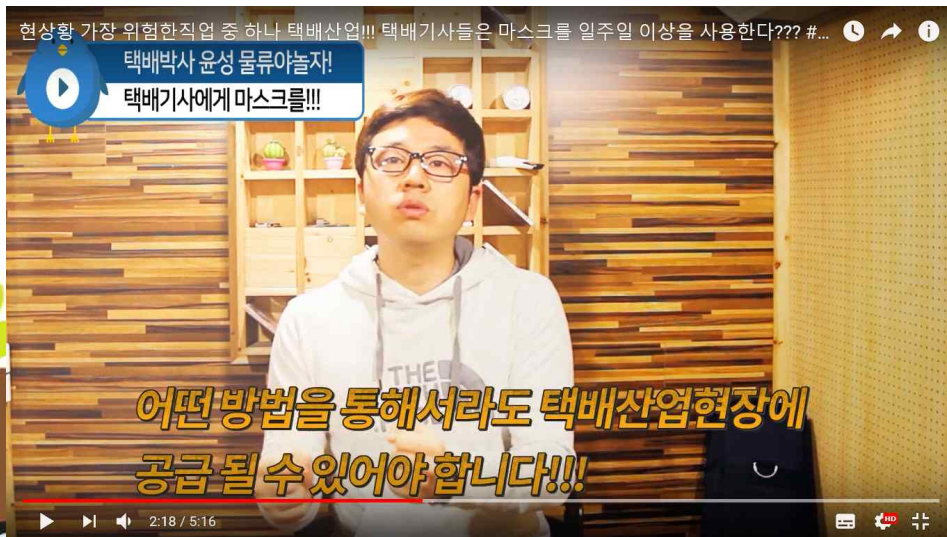 현상황 가장 위험한직업 중 하나 택배산업!!! 택배기사들은 마스크를 일주일 이상을 사용한다??? #...
택배박사 윤성 물류야놀자!
택배기사에게 마스크를!!!
THE
어떤 방법을 통해서라도 택배산업현장에
공급 될 수 있어야 합니다!!!
2:18 / 5:16
HD